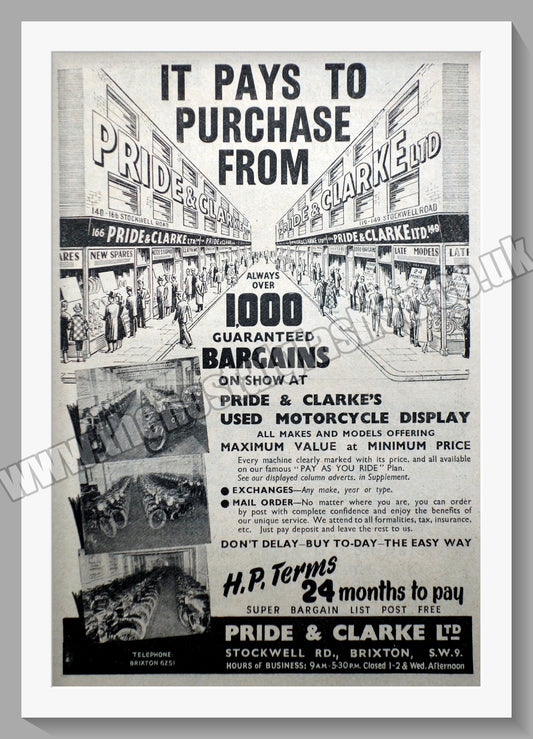 IT PAYS TO
PURCHASE
FROM
PRIDE & CLARKE LTD
PRIDE & CLARKE LTD
148-166 STOCKWELL ROAD
149 STOCKWELL ROAD
166 PRIDE & CLARKE LTD
PRIDE & CLARKE LTD. 149
NEW SPARES
LATE MODELS
ALWAYS
OVER
1,000
GUARANTEED
BARGAINS
ON SHOW AT
PRIDE & CLARKE'S
USED MOTORCYCLE DISPLAY
ALL MAKES AND MODELS OFFERING
MAXIMUM VALUE at MINIMUM PRICE
Every machine clearly marked with its price, and all available
on our famous "PAY AS YOU RIDE" Plan.
See our displayed column adverts. in Supplement.
● EXCHANGES—Any make, year or type.
● MAIL ORDER—No matter where you are, you can order
by post with complete confidence and enjoy the benefits of
our unique service. We attend to all formalities, tax, insurance,
etc. Just pay deposit and leave the rest to us.
DON'T DELAY—BUY TO-DAY—THE EASY WAY
H.P. Terms
24 months to pay
SUPER BARGAIN LIST POST FREE
PRIDE & CLARKE LTD
STOCKWELL RD., BRIXTON, S.W.9.
HOURS of BUSINESS: 9 A.M.-5-30 P.M. Closed 1-2 & Wed. Afternoon
TELEPHONE:
BRIXTON 6251
www.thenostalgiashop.co.uk